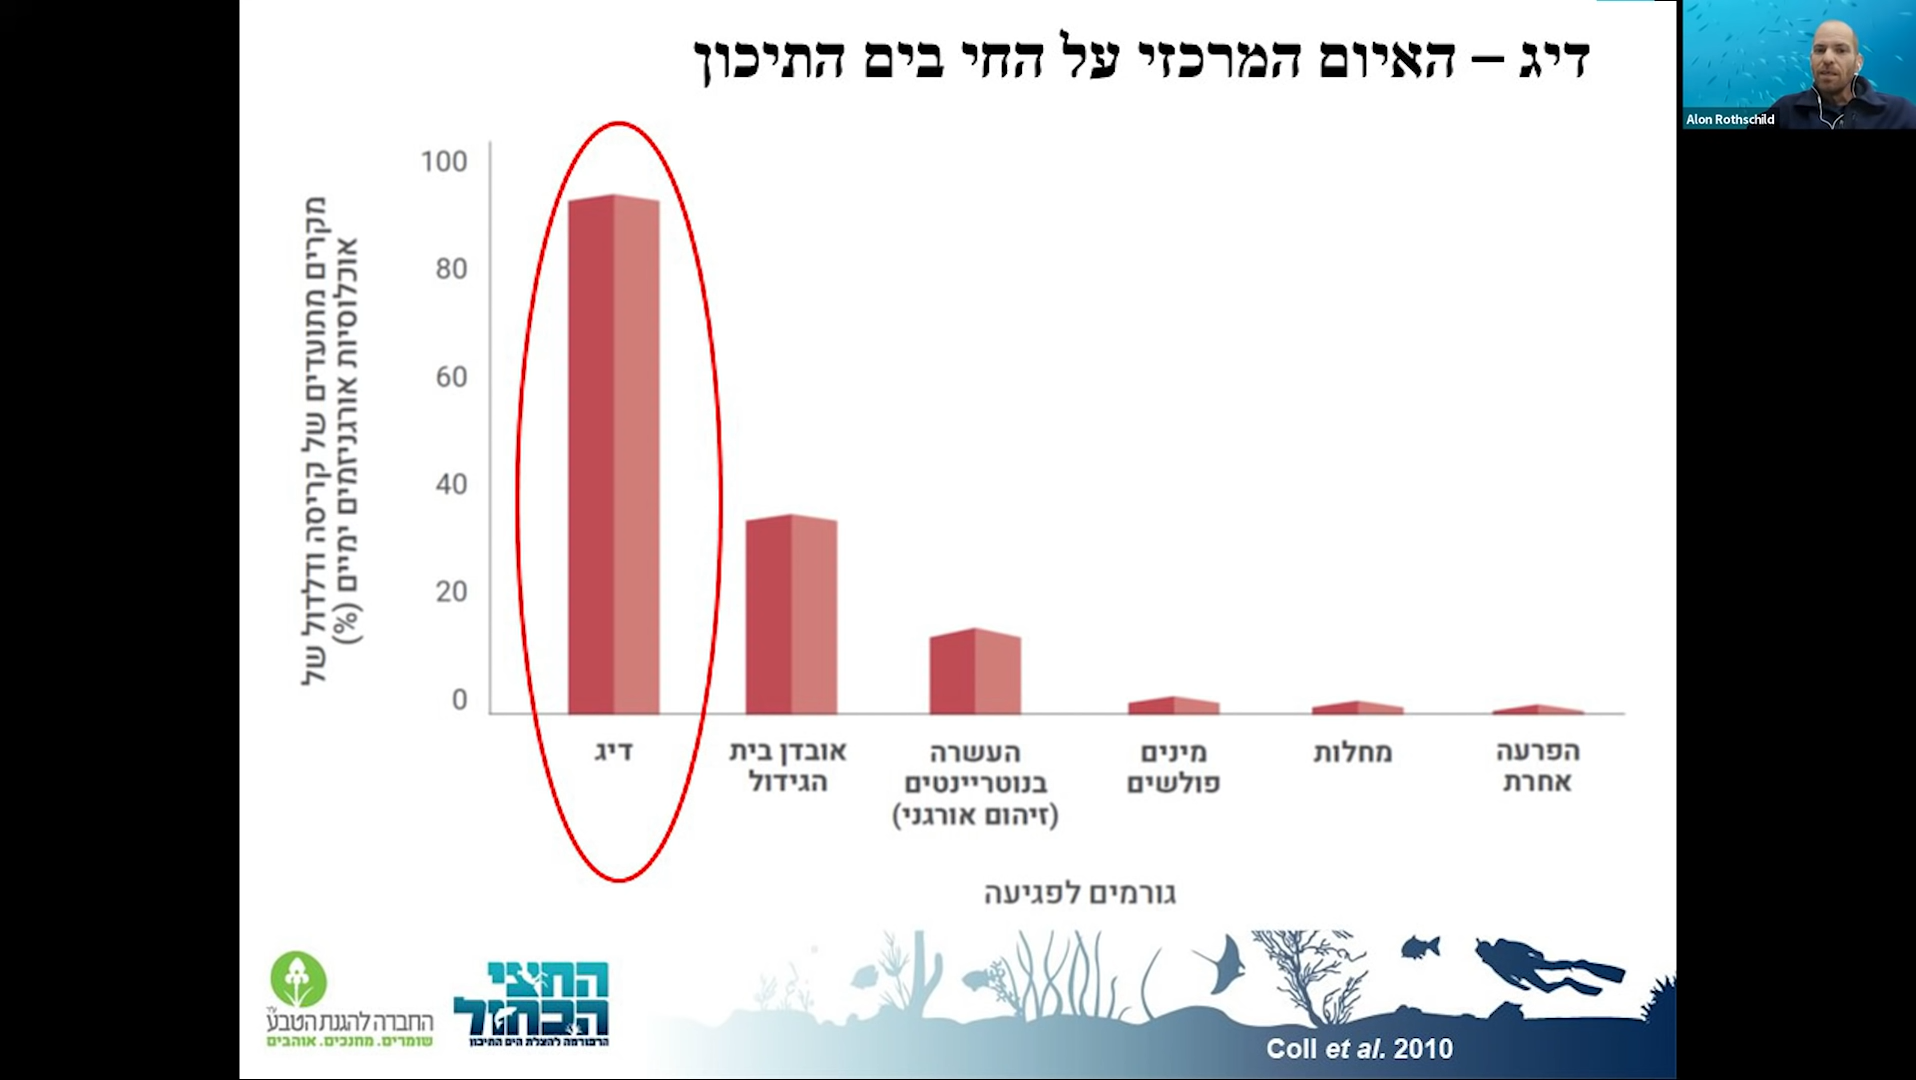 דיג – האיום המרכזי על החי בים התיכון
Alon Rothschild
מקרים מתועדים של קריסה ודלדול של
אוכלוסיות אורגניזמים ימיים (%)
100
80
60
40
20
0
דיג
אובדן בית
הגידול
העשרה
בנוטריינטים
(זיהום אורגני)
מינים
פולשים
מחלות
הפרעה
אחרת
גורמים לפגיעה
החברה להגנת הטבע
שומרים. מחנכים. אוהבים
החצי
הכחול
הרפורמה להצלת הים התיכון
Coll et al. 2010